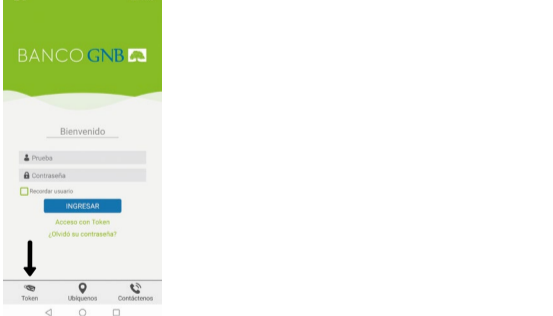 BANCO GNB
Bienvenido
Prueba
Contraseña
Recordar usuario
INGRESAR
Acceso con Token
¿Olvidó su contraseña?
Token Ubíquenos Contáctenos